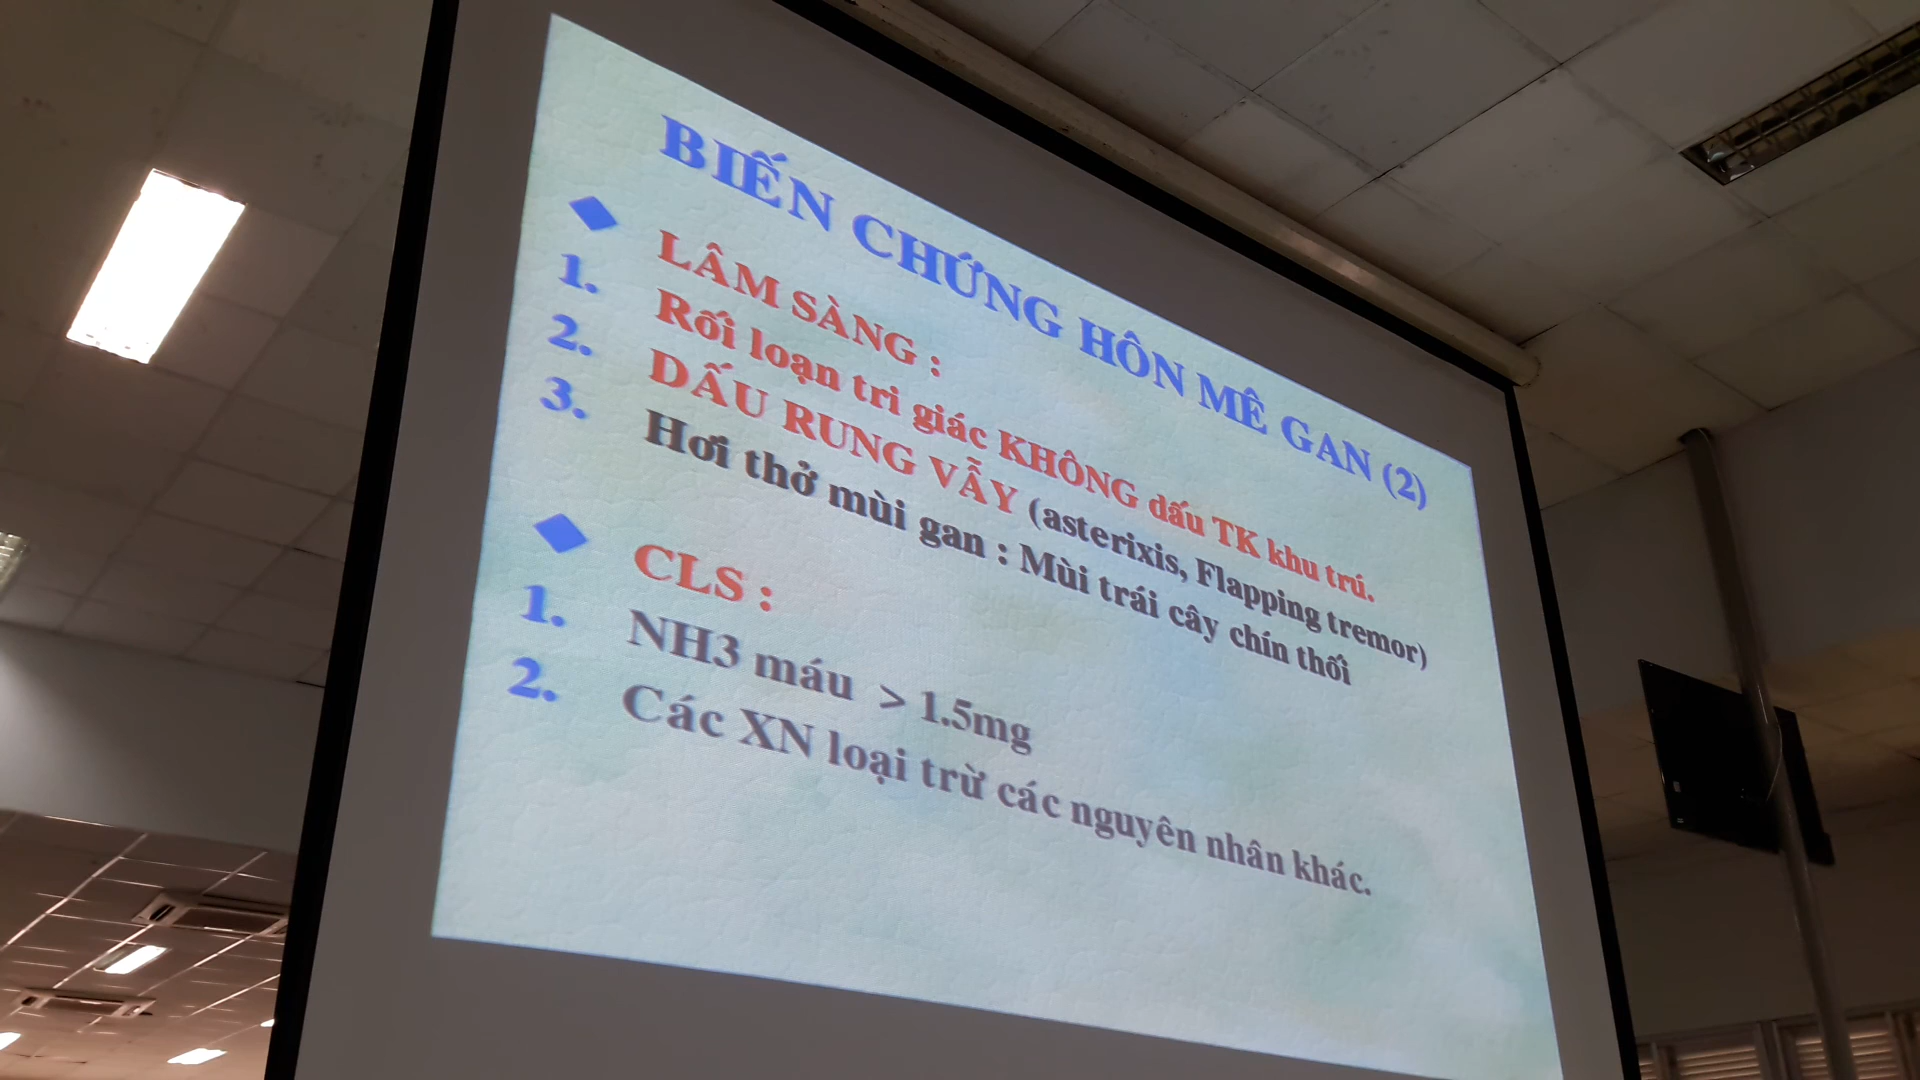 BIẾN CHỨNG HÔN MÊ GAN (2)
◆ LÂM SÀNG :
1. Rối loạn tri giác KHÔNG dấu TK khu trú.
2. DẤU RUNG VẪY (asterixis, Flapping tremor)
3. Hơi thở mùi gan : Mùi trái cây chín thối
◆ CLS :
1. NH3 máu > 1.5mg
2. Các XN loại trừ các nguyên nhân khác.